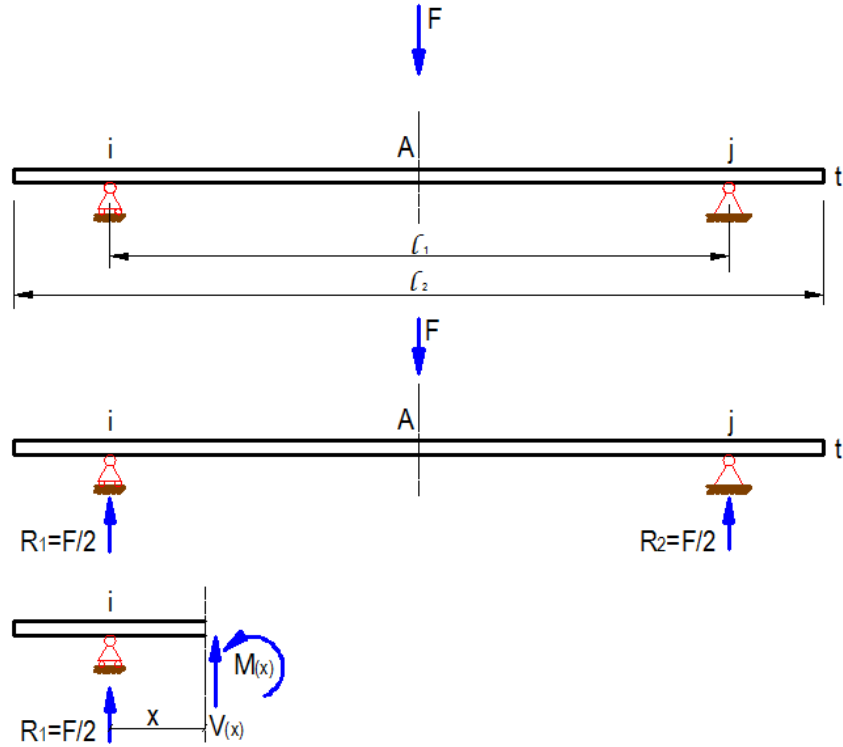 F
i A j
t
ℓ₁
ℓ₂
F
i A j
t
R₁=F/2 R₂=F/2
i
M(x)
R₁=F/2 x V(x)